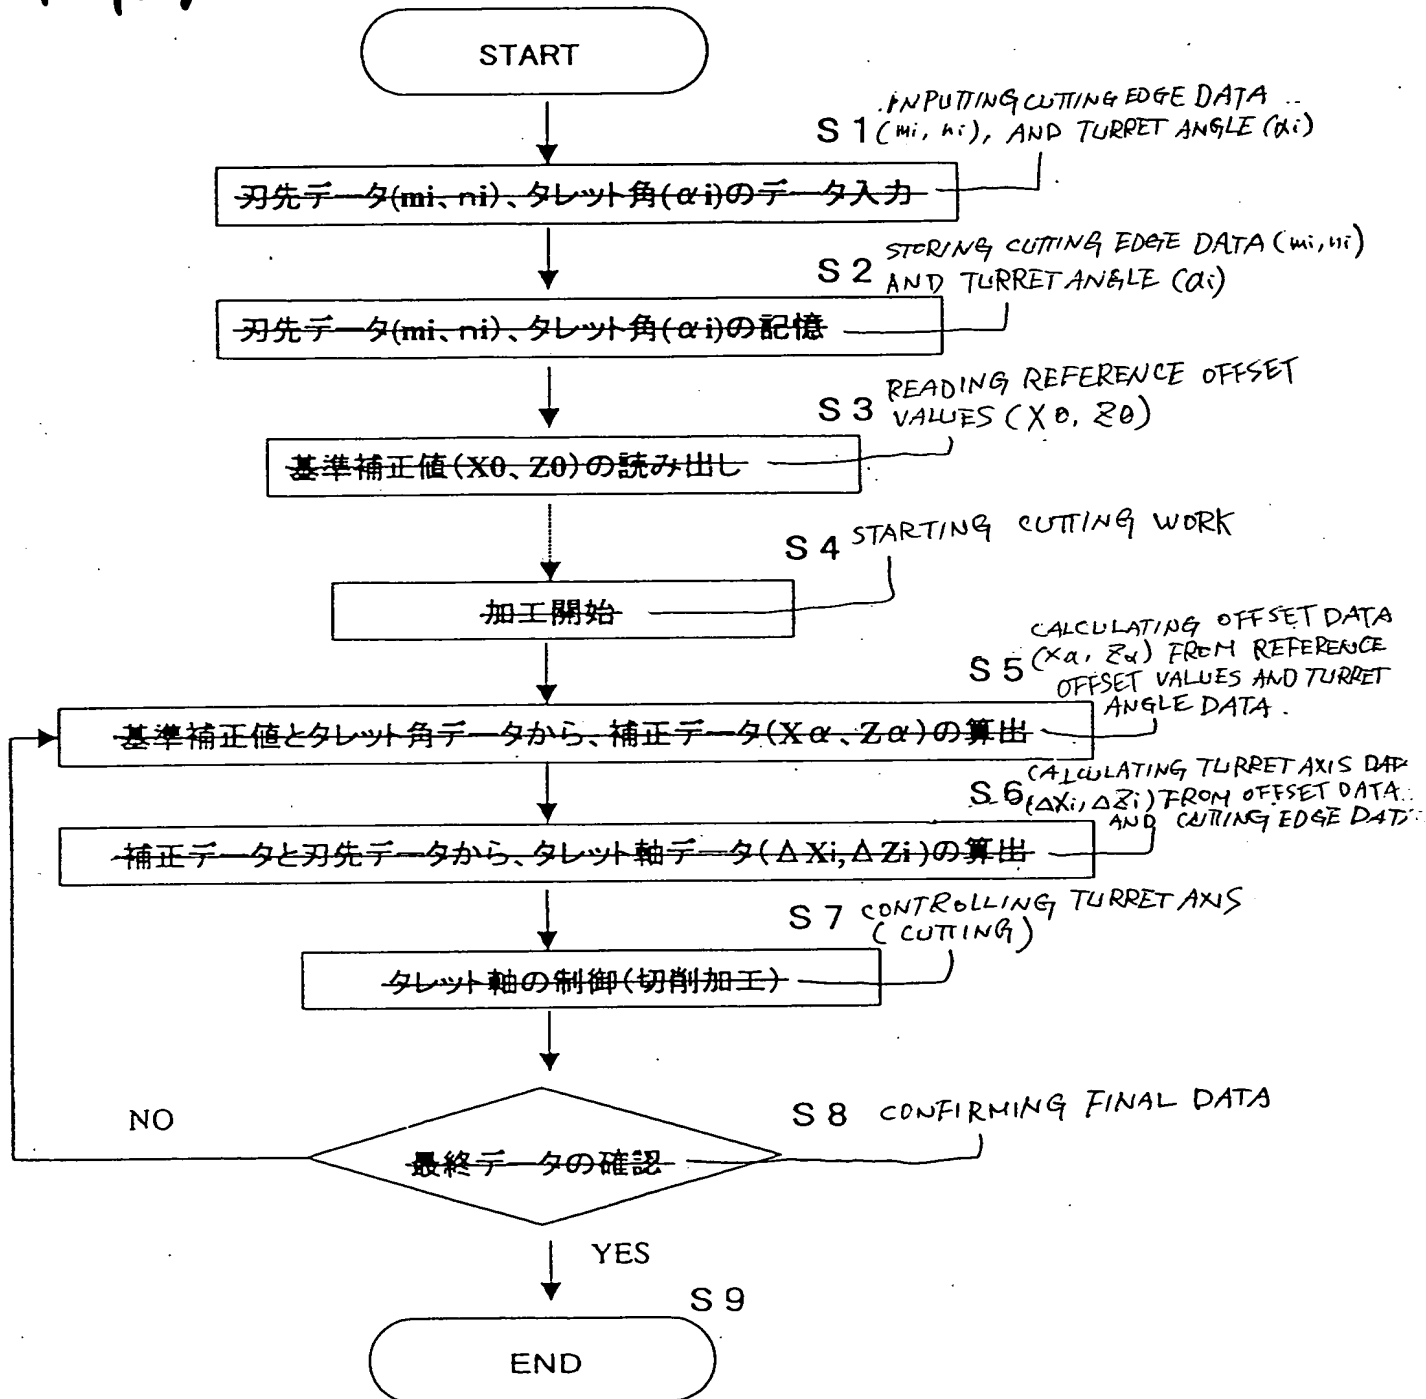 START
INPUTTING CUTTING EDGE DATA
S 1 (mi, ni), AND TURRET ANGLE (αi)
刃先データ(mi、ni)、タレット角(αi)のデータ入力
STORING CUTTING EDGE DATA (mi, ni)
S 2 AND TURRET ANGLE (αi)
刃先データ(mi、ni)、タレット角(αi)の記憶
READING REFERENCE OFFSET
S 3 VALUES (Xθ, Zθ)
基準補正値(Xθ、Zθ)の読み出し
S 4 STARTING CUTTING WORK
加工開始
CALCULATING OFFSET DATA
S 5 (Xα, Zα) FROM REFERENCE
OFFSET VALUES AND TURRET
ANGLE DATA.
基準補正値とタレット角データから、補正データ(Xα、Zα)の算出
CALCULATING TURRET AXIS
S 6 (ΔXi, ΔZi) FROM OFFSET DATA
AND CUTTING EDGE
補正データと刃先データから、タレット軸データ(ΔXi,ΔZi)の算出
S 7 CONTROLLING TURRET AXIS
(CUTTING)
タレット軸の制御(切削加工)
NO
S 8 CONFIRMING FINAL DATA
最終データの確認
YES
S 9
END